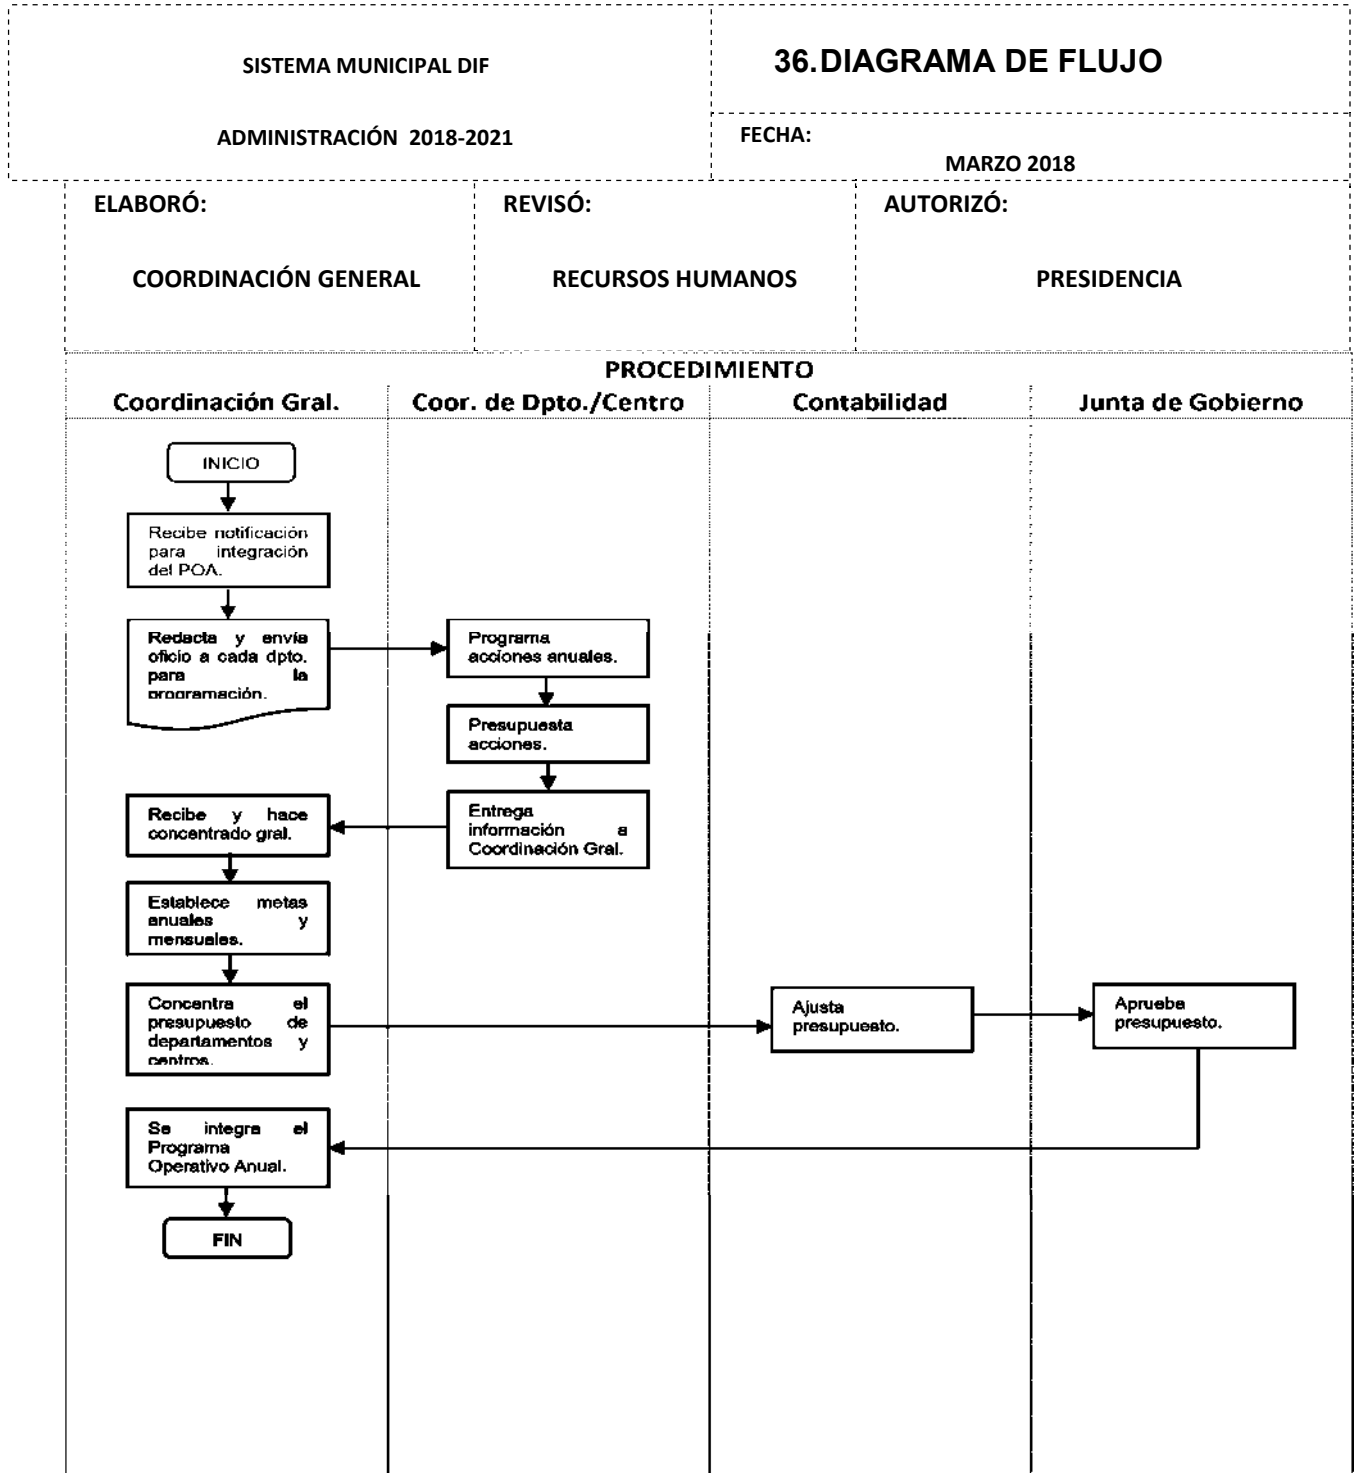 SISTEMA MUNICIPAL DIF
ADMINISTRACIÓN 2018-2021
36.DIAGRAMA DE FLUJO
FECHA:
MARZO 2018
ELABORÓ:
COORDINACIÓN GENERAL
REVISÓ:
RECURSOS HUMANOS
AUTORIZÓ:
PRESIDENCIA
PROCEDIMIENTO
Coordinación Gral.
Coor. de Dpto./Centro
Contabilidad
Junta de Gobierno
INICIO
Recibe notificación
para integración
del POA.
Redacta y envía
oficio a cada dpto.
para la
programación.
Programa
acciones anuales.
Presupuesta
acciones.
Entrega
información a
Coordinación Gral.
Recibe y hace
concentrado gral.
Establece metas
anuales y
mensuales.
Concentra el
presupuesto de
departamentos y
centros.
Ajusta
presupuesto.
Aprueba
presupuesto.
Se integra el
Programa
Operativo Anual.
FIN